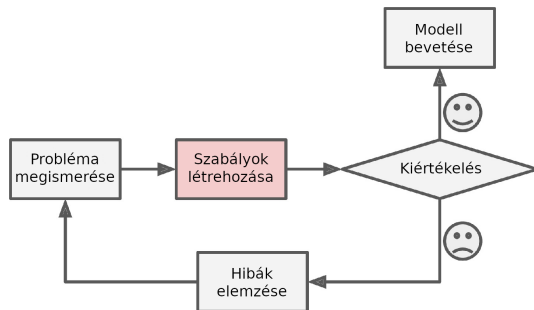 Modell
bevetése
Probléma
megismerése
Szabályok
létrehozása
Kiértékelés
Hibák
elemzése